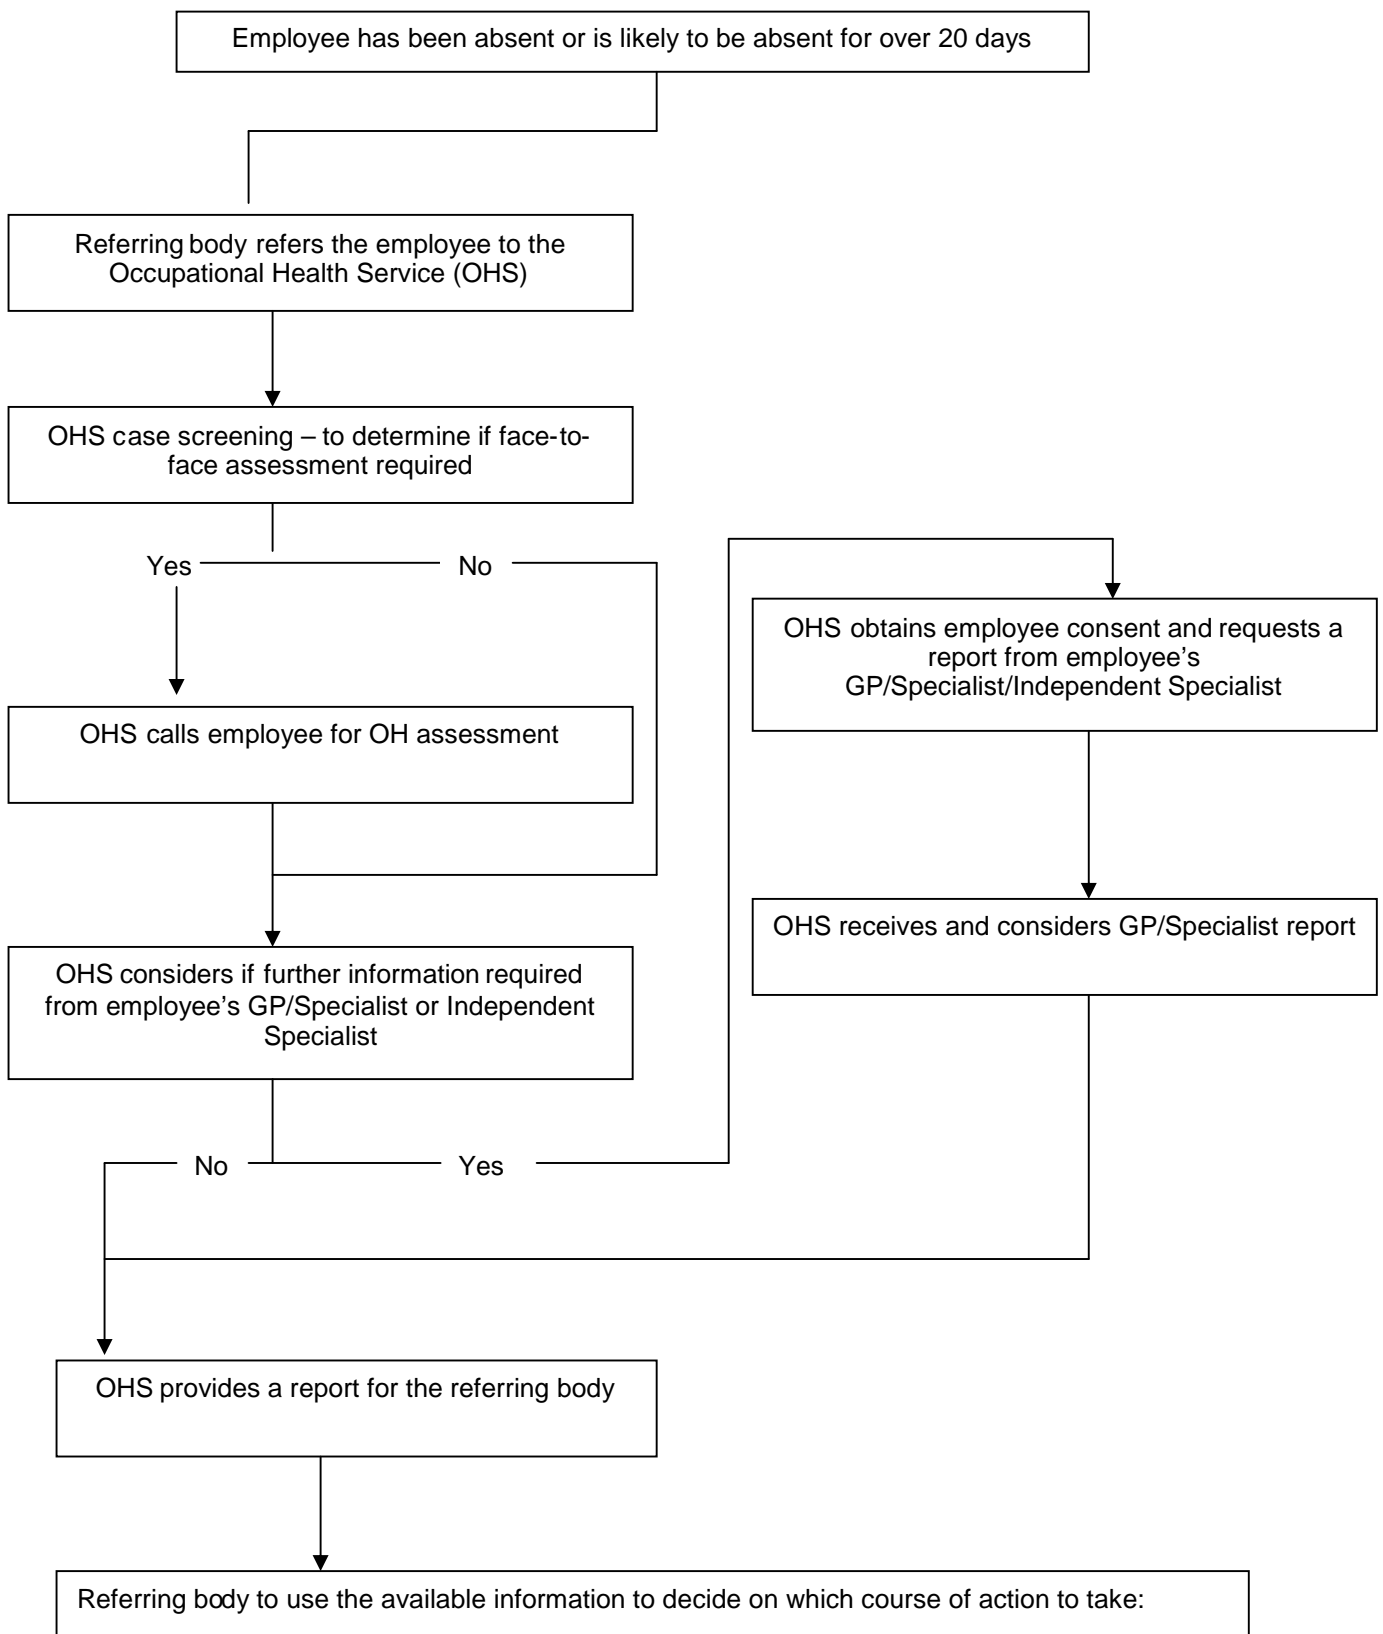 Employee has been absent or is likely to be absent for over 20 days
Referring body refers the employee to the
Occupational Health Service (OHS)
OHS case screening – to determine if face-to-
face assessment required
Yes
No
OHS calls employee for OH assessment
OHS considers if further information required
from employee’s GP/Specialist or Independent
Specialist
No
Yes
OHS obtains employee consent and requests a
report from employee’s
GP/Specialist/Independent Specialist
OHS receives and considers GP/Specialist report
OHS provides a report for the referring body
Referring body to use the available information to decide on which course of action to take: